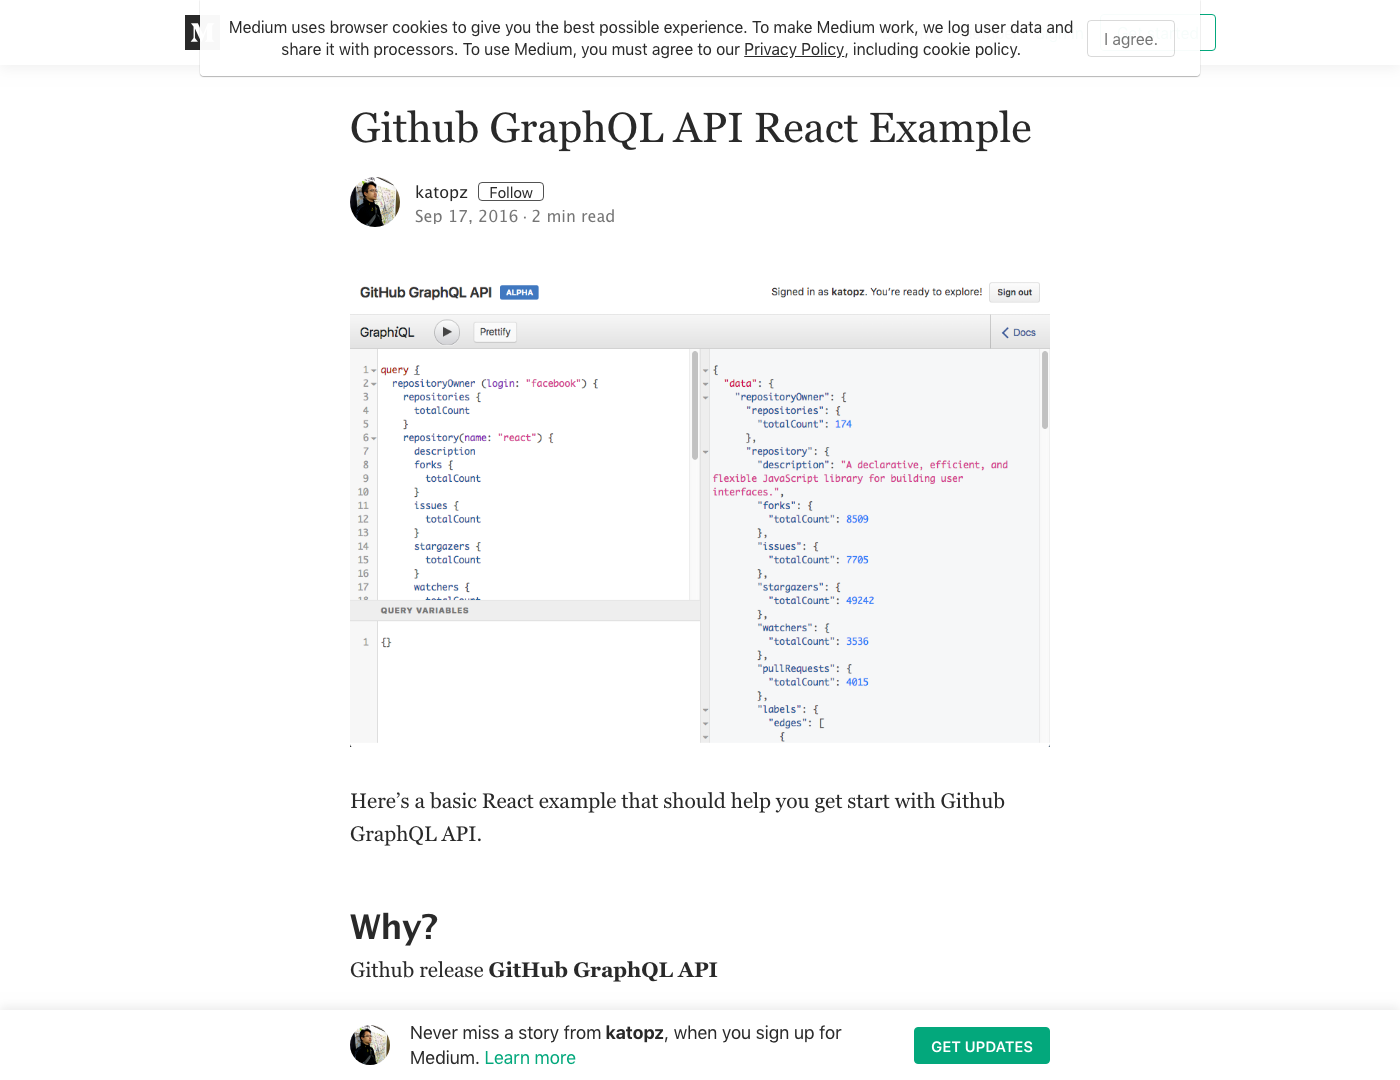 M
Medium uses browser cookies to give you the best possible experience. To make Medium work, we log user data and
share it with processors. To use Medium, you must agree to our Privacy Policy, including cookie policy.
I agree.
Github GraphQL API React Example
katopz Follow
Sep 17, 2016 · 2 min read
GitHub GraphQL API ALPHA
Signed in as katopz. You're ready to explore! Sign out
GraphiQL Prettify
Docs
1 query {
2 repositoryOwner (login: "facebook") {
3 repositories {
4 totalCount
5 }
6 repository(name: "react") {
7 description
8 forks {
9 totalCount
10 }
11 issues {
12 totalCount
13 }
14 stargazers {
15 totalCount
16 }
17 watchers {
18 totalCount
QUERY VARIABLES
1 {}
{
"data": {
"repositoryOwner": {
"repositories": {
"totalCount": 174
},
"repository": {
"description": "A declarative, efficient, and
flexible JavaScript library for building user
interfaces.",
"forks": {
"totalCount": 8509
},
"issues": {
"totalCount": 7705
},
"stargazers": {
"totalCount": 49242
},
"watchers": {
"totalCount": 3536
},
"pullRequests": {
"totalCount": 4015
},
"labels": {
"edges": [
{
Here's a basic React example that should help you get start with Github
GraphQL API.
Why?
Github release GitHub GraphQL API
Never miss a story from katopz, when you sign up for
Medium. Learn more
GET UPDATES